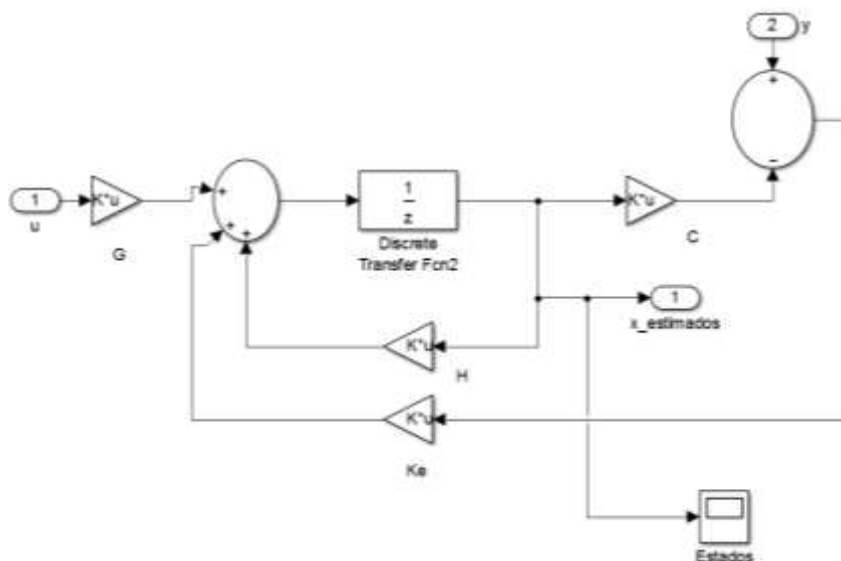 2
y
+
−
1
u
K*u
G
+
+
+
1
z
Discrete
Transfer Fcn2
K*u
C
1
x_estimados
K*u
H
K*u
Ke
Estados